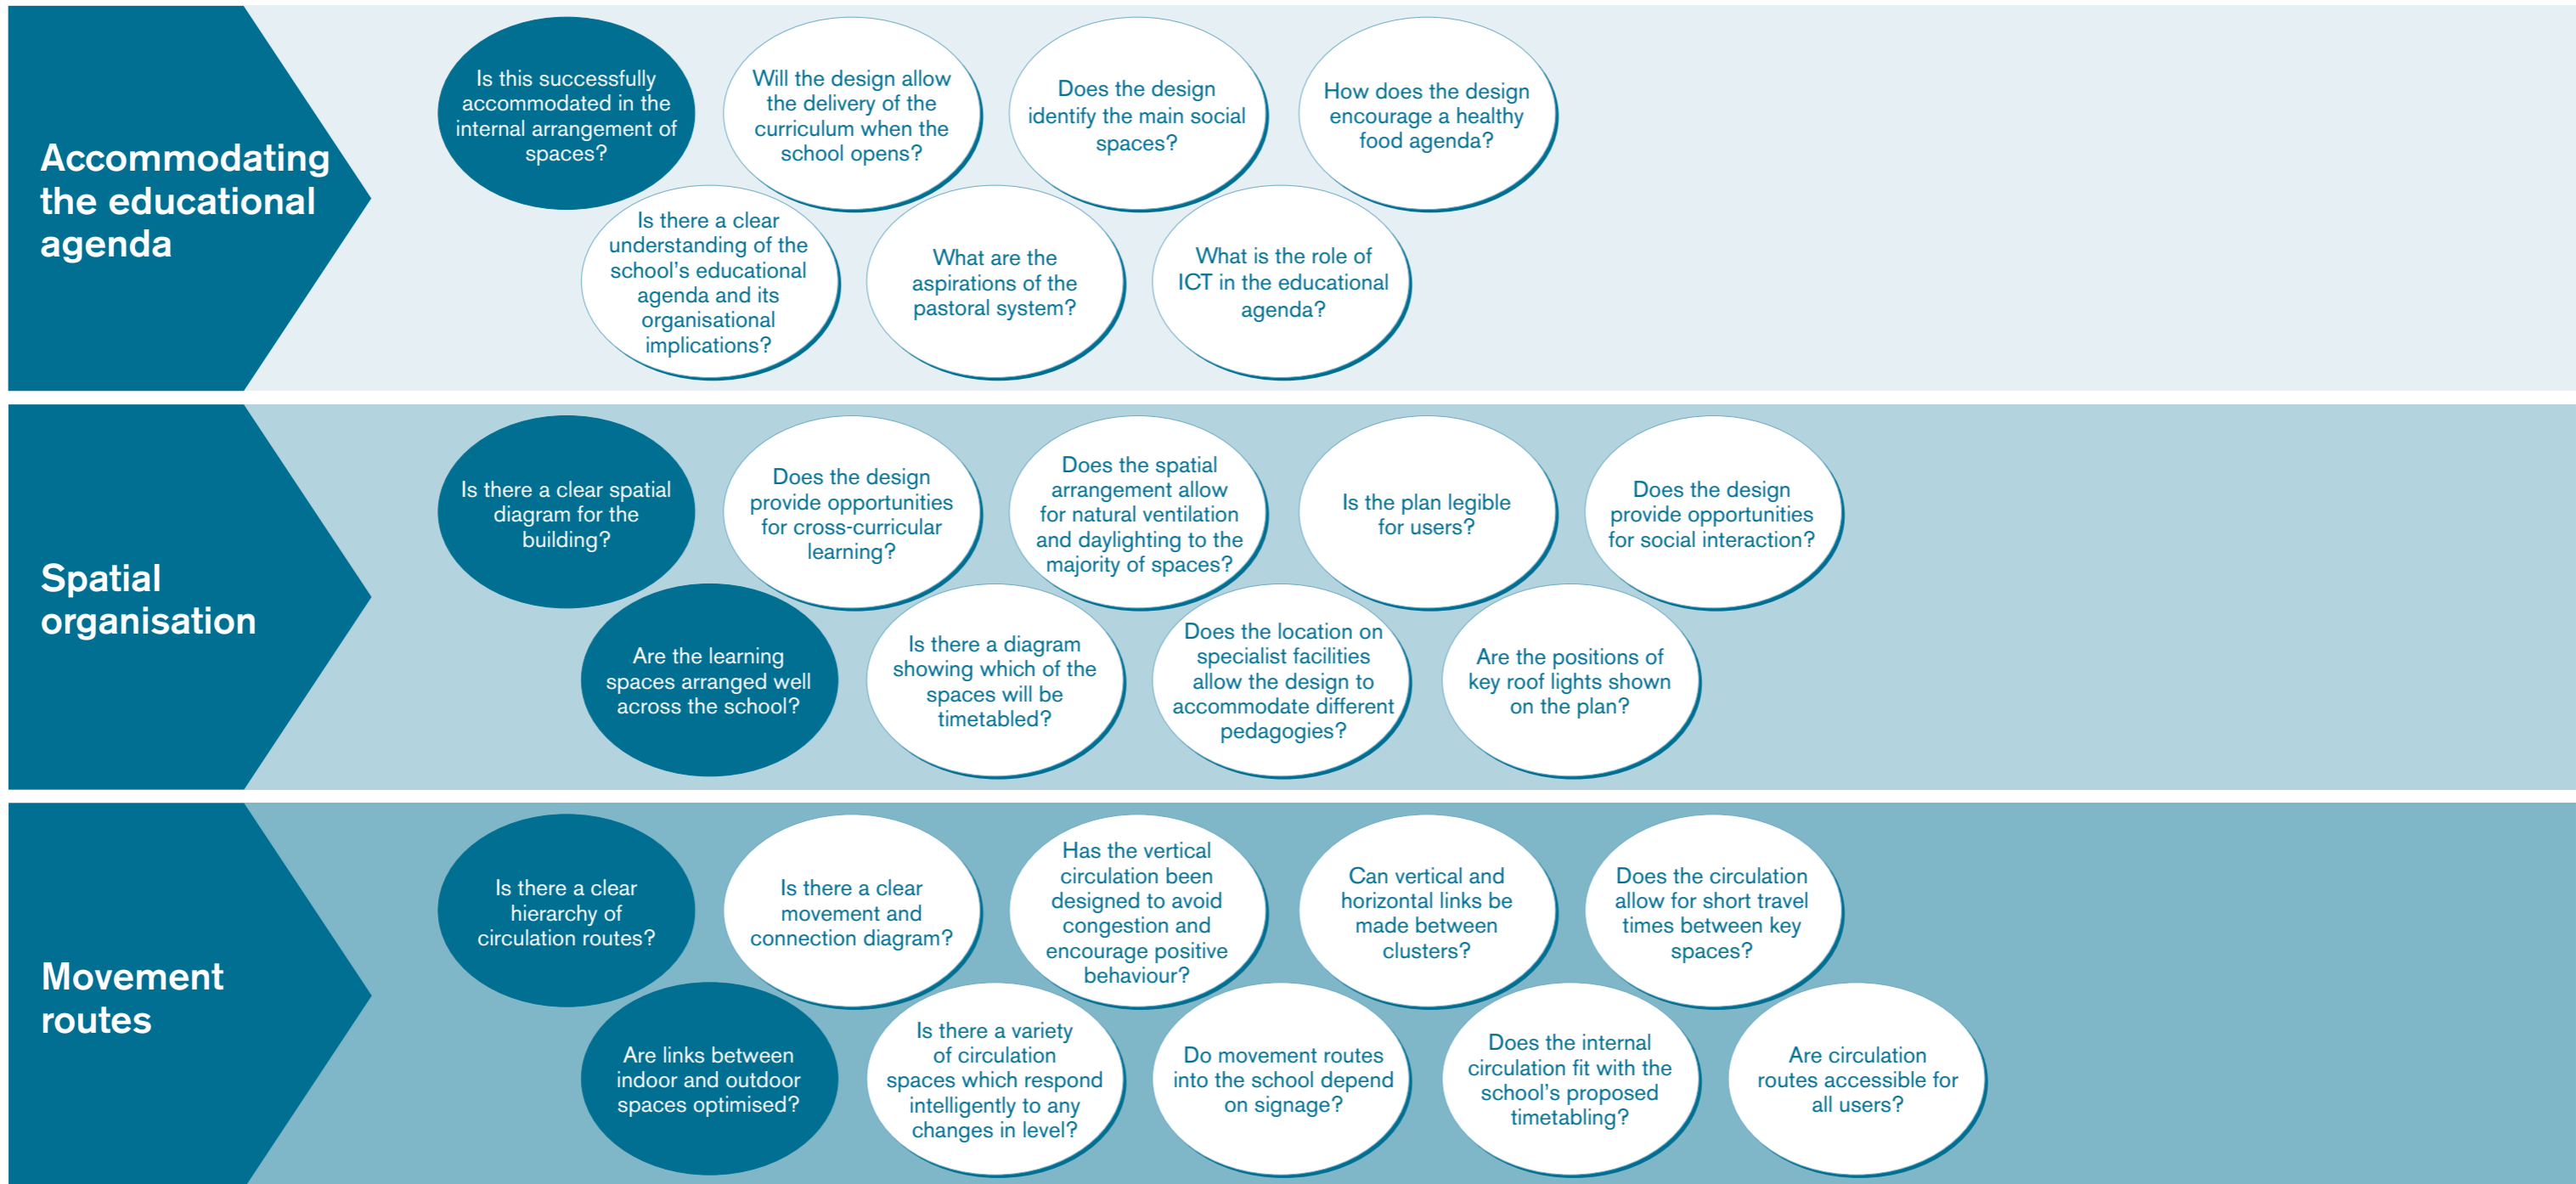 Accommodating
the educational
agenda
Is this successfully
accommodated in the
internal arrangement of
spaces?
Will the design allow
the delivery of the
curriculum when the
school opens?
Does the design
identify the main social
spaces?
How does the design
encourage a healthy
food agenda?
Is there a clear
understanding of the
school's educational
agenda and its
organisational
implications?
What are the
aspirations of the
pastoral system?
What is the role of
ICT in the educational
agenda?
Spatial
organisation
Is there a clear spatial
diagram for the
building?
Does the design
provide opportunities
for cross-curricular
learning?
Does the spatial
arrangement allow
for natural ventilation
and daylighting to the
majority of spaces?
Is the plan legible
for users?
Does the design
provide opportunities
for social interaction?
Are the learning
spaces arranged well
across the school?
Is there a diagram
showing which of the
spaces will be
timetabled?
Does the location on
specialist facilities
allow the design to
accommodate different
pedagogies?
Are the positions of
key roof lights shown
on the plan?
Movement
routes
Is there a clear
hierarchy of
circulation routes?
Is there a clear
movement and
connection diagram?
Has the vertical
circulation been
designed to avoid
congestion and
encourage positive
behaviour?
Can vertical and
horizontal links be
made between
clusters?
Does the circulation
allow for short travel
times between key
spaces?
Are links between
indoor and outdoor
spaces optimised?
Is there a variety
of circulation
spaces which respond
intelligently to any
changes in level?
Do movement routes
into the school depend
on signage?
Does the internal
circulation fit with the
school's proposed
timetabling?
Are circulation
routes accessible for
all users?